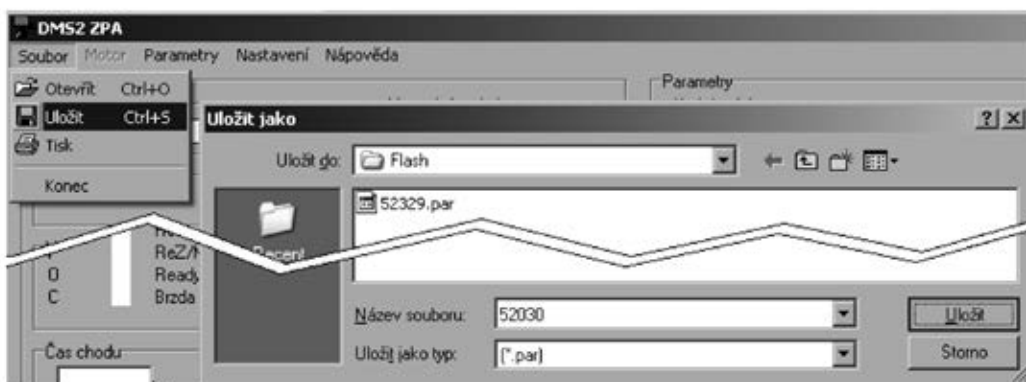 DMS2 ZPA
Soubor Motor Parametry Nastavení Nápověda
Otevřít Ctrl+O
Uložit Ctrl+S
Tisk
Konec
Parametry
Uložit jako
Uložit do: Flash
52329.par
Recent
ReZ/
O Ready
C Brzda
Název souboru: 52030 Uložit
Uložit jako typ: (*.par) Storno
Čas chodu